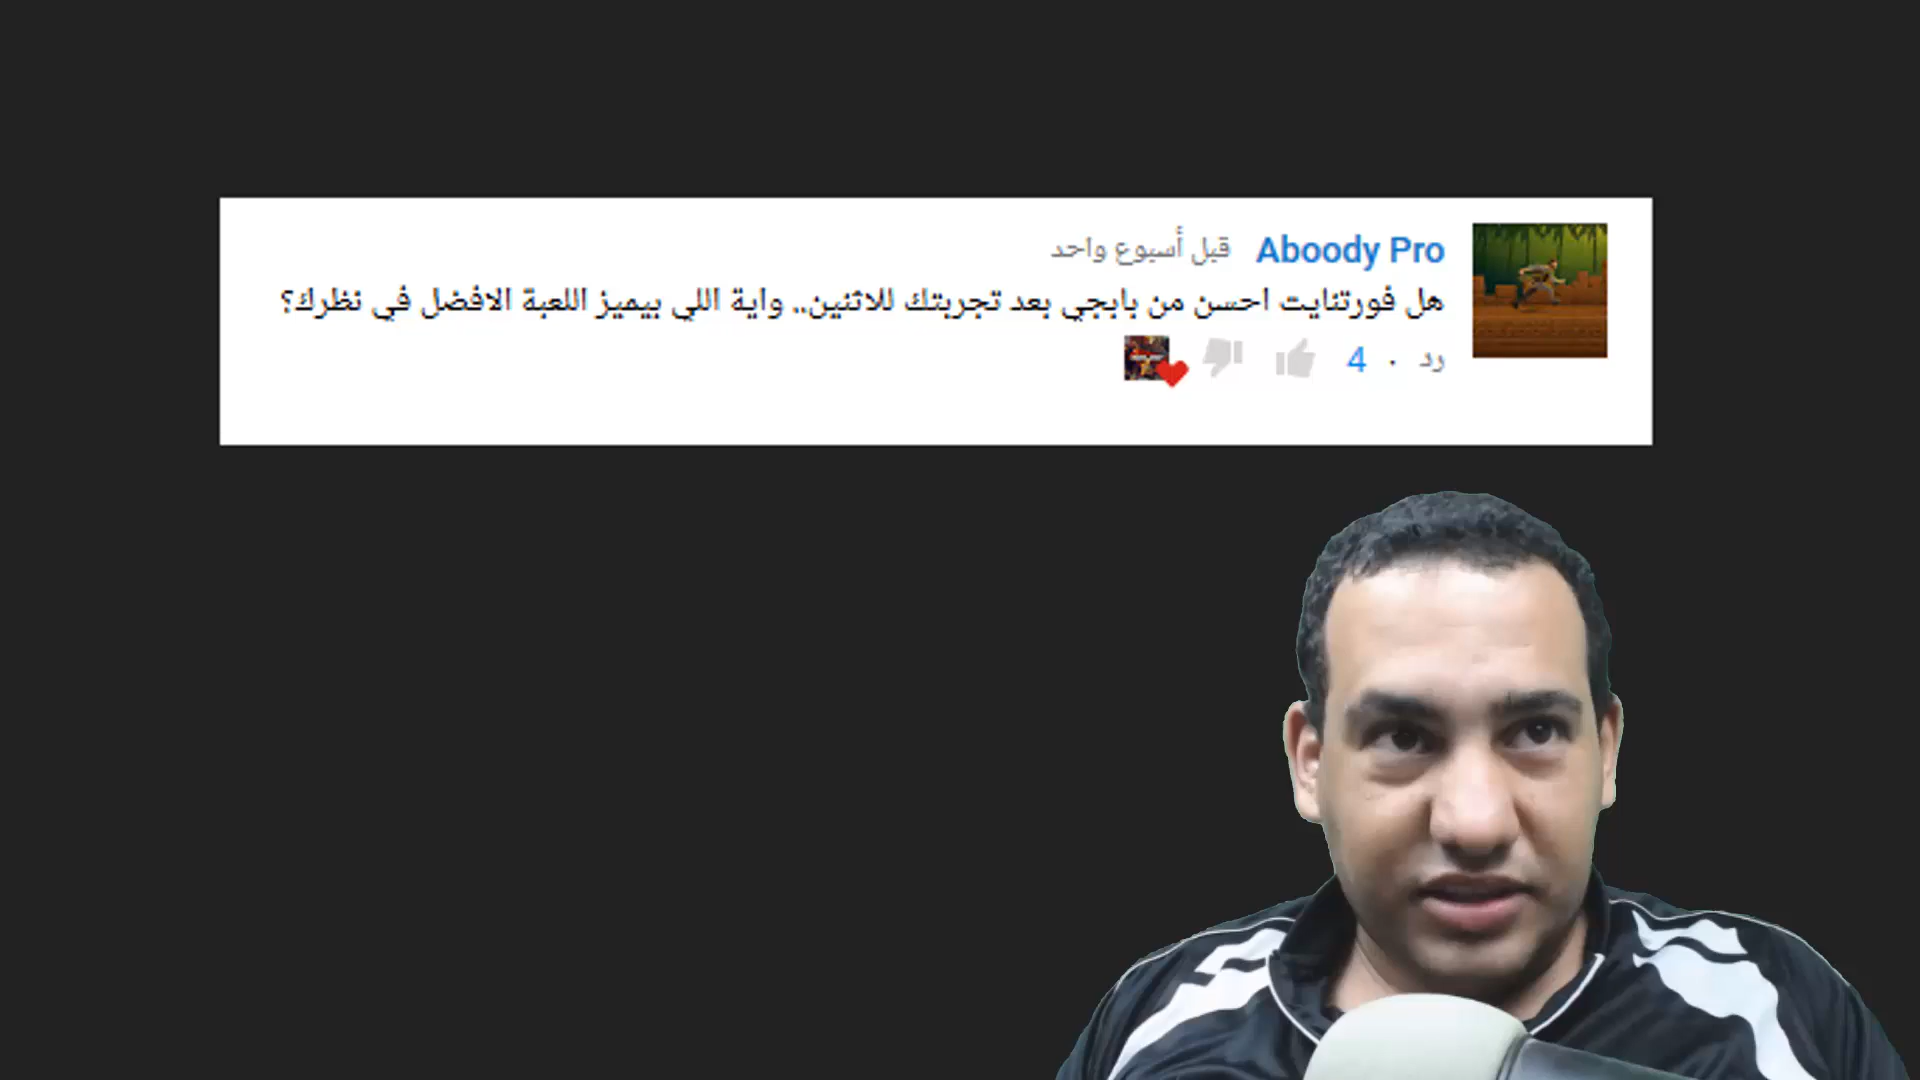 Aboody Pro قبل أسبوع واحد
هل فورتنايت احسن من بابجي بعد تجربتك للاثنين.. واية اللي بيميز اللعبة الافضل في نظرك؟
رد · 4